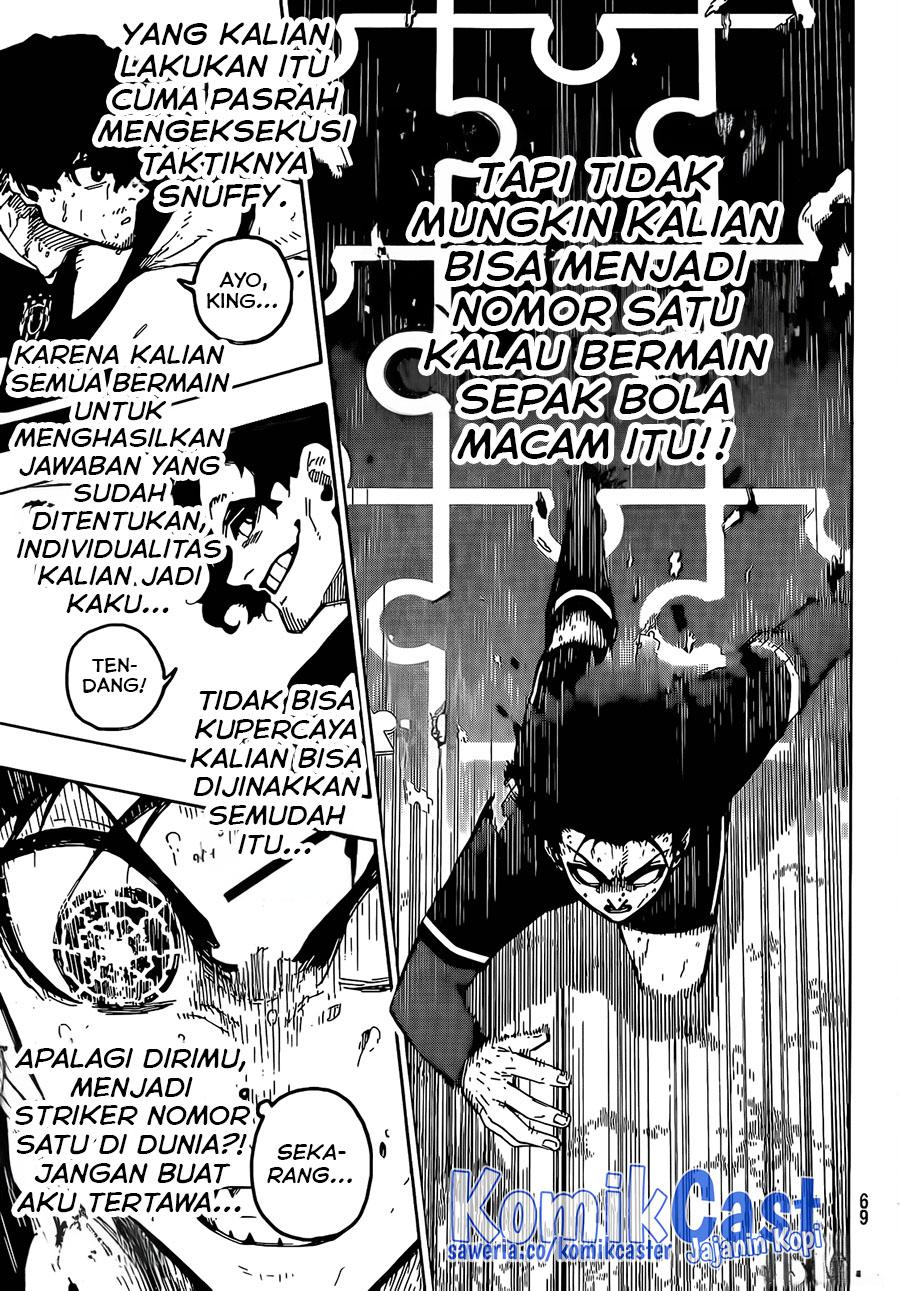 TAPI TIDAK
MUNGKIN KALIAN
BISA MENJADI
NOMOR SATU
KALAU BERMAIN
SEPAK BOLA
MACAM ITU!!
YANG KALIAN
LAKUKAN ITU
CUMA PASRAH
MENGEKSEKUSI
TAKTIKNYA
SNUFFY.
AYO,
KING...
KARENA KALIAN
SEMUA BERMAIN
UNTUK
MENGHASILKAN
JAWABAN YANG
SUDAH
DITENTUKAN,
INDIVIDUALITAS
KALIAN JADI
KAKU...
TEN-
DANG!
TIDAK BISA
KUPERCAYA
KALIAN BISA
DIJINAKKAN
SEMUDAH
ITU...
APALAGI DIRIMU,
MENJADI
STRIKER NOMOR
SATU DI DUNIA?!
JANGAN BUAT
AKU TERTAWA...
SEKA-
RANG...
KomikCast
saweria.co/komikcaster
Jajanin Kopi
69